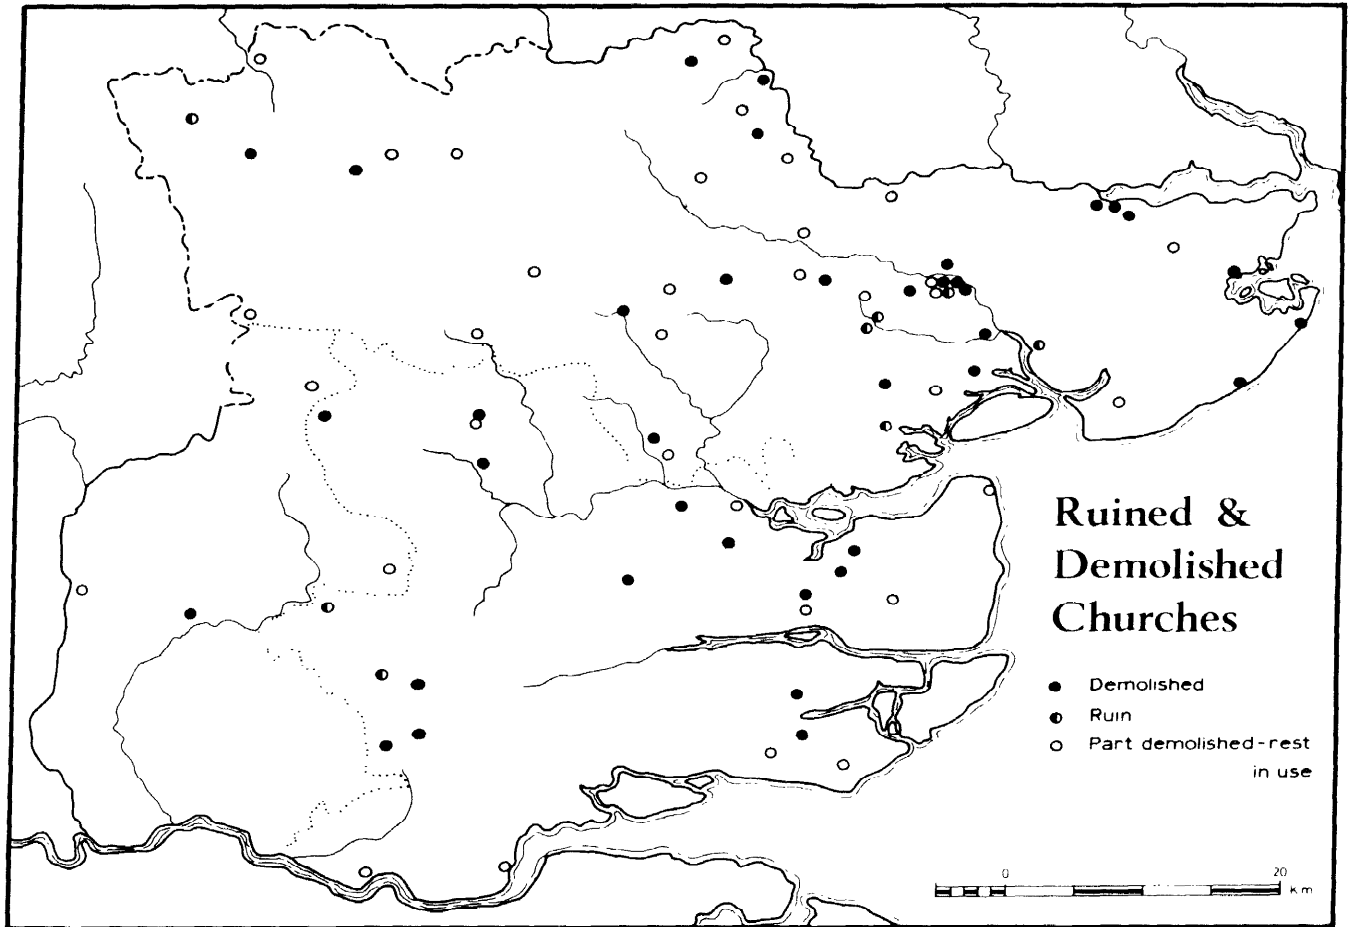 Ruined &
Demolished
Churches
Demolished
Ruin
Part demolished-rest
in use
0 20
km